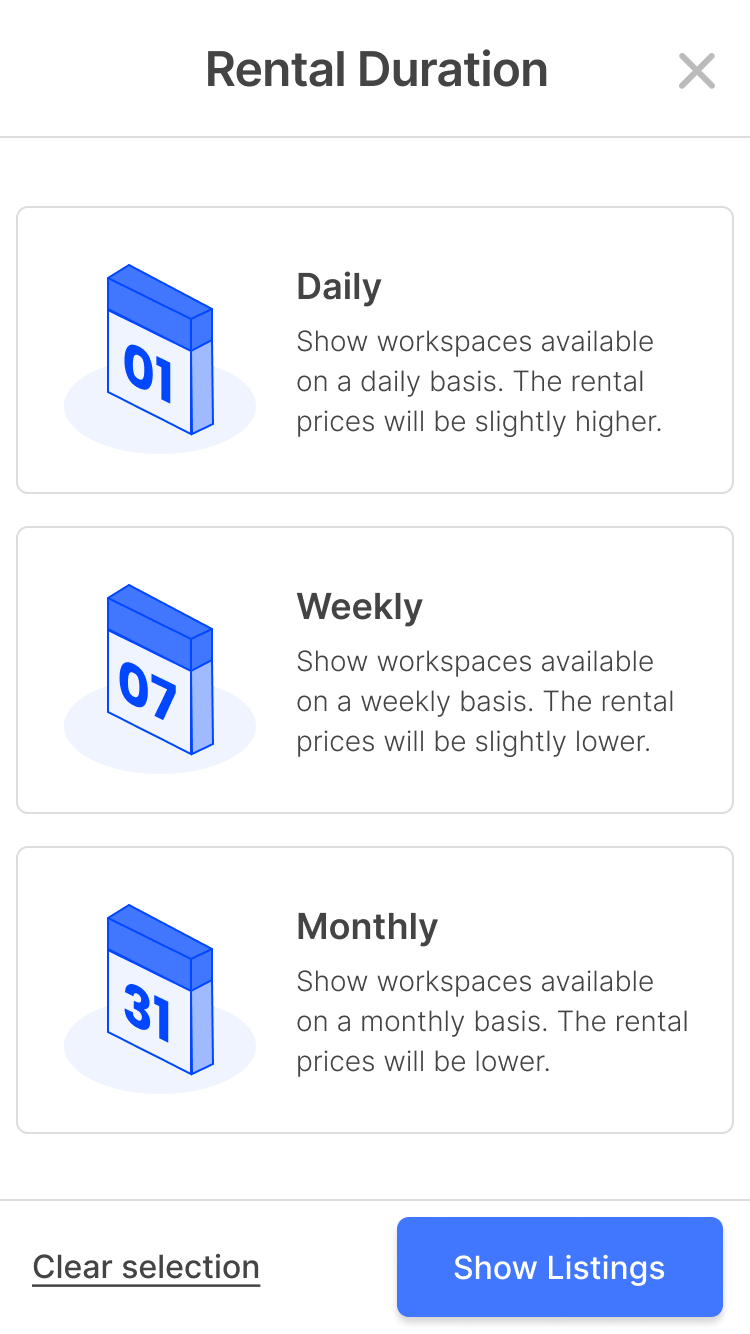 Rental Duration
01
Daily
Show workspaces available
on a daily basis. The rental
prices will be slightly higher.
07
Weekly
Show workspaces available
on a weekly basis. The rental
prices will be slightly lower.
31
Monthly
Show workspaces available
on a monthly basis. The rental
prices will be lower.
Clear selection
Show Listings